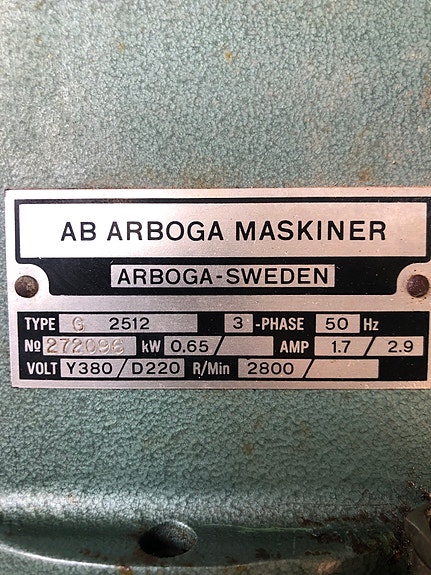 AB ARBOGA MASKINER
ARBOGA-SWEDEN
TYPE G 2512 3 -PHASE 50 Hz
No 272096 kW 0.65/ AMP 1.7 / 2.9
VOLT Y380/D220 R/Min 2800/